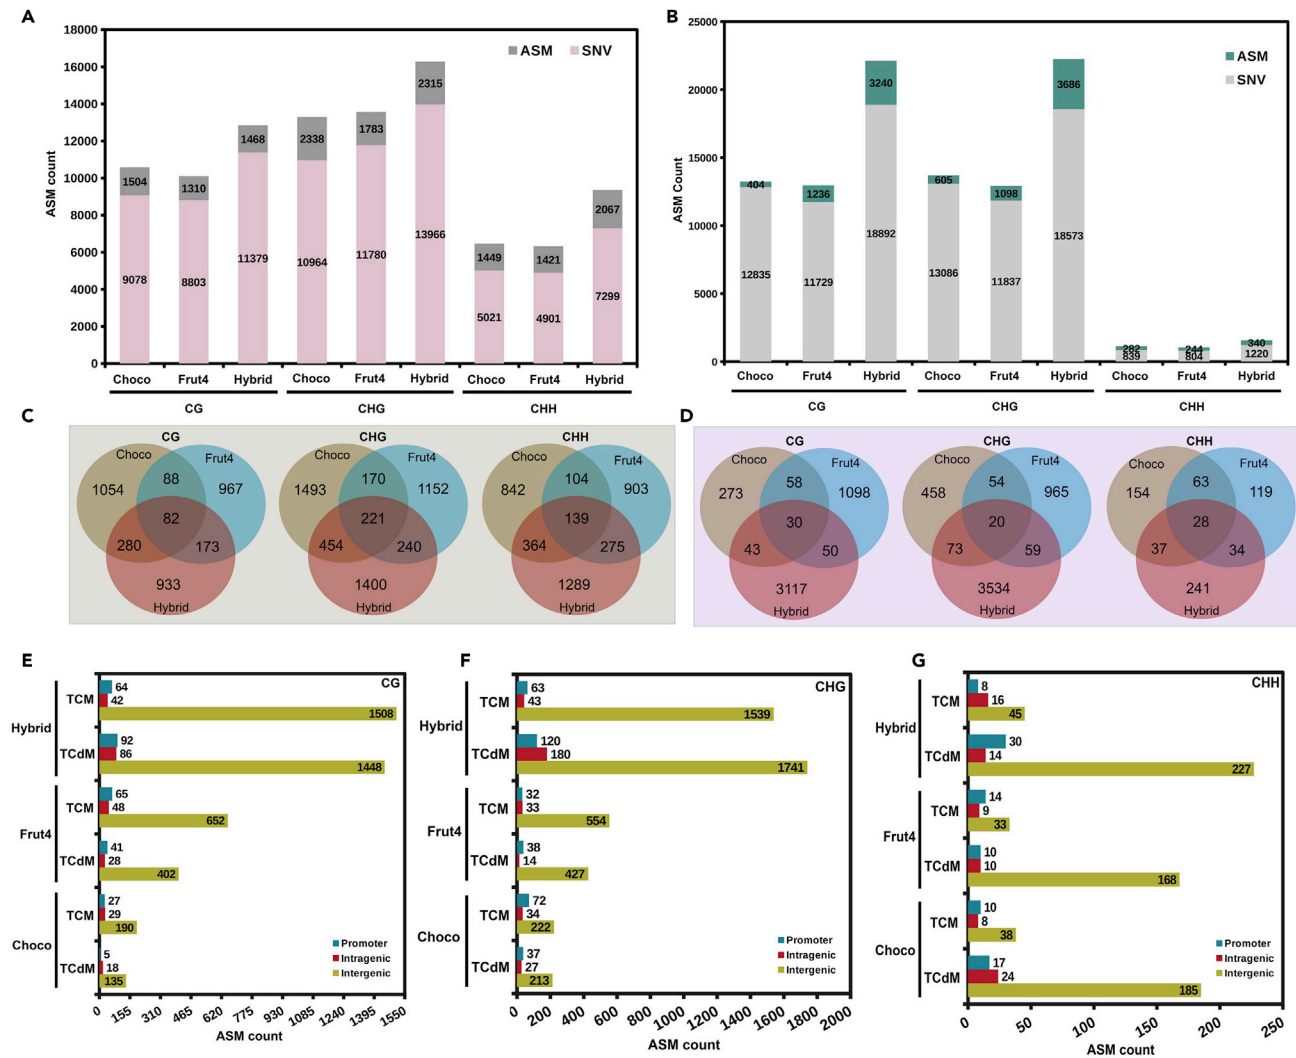 A
18000
16000
14000
12000
10000
8000
6000
4000
2000
0
ASM count
ASM SNV
1504
9078
1310
8803
1468
11379
2338
10964
1783
11780
2315
13966
1449
5021
1421
4901
2067
7299
Choco Frut4 Hybrid Choco Frut4 Hybrid Choco Frut4 Hybrid
CG CHG CHH
B
25000
20000
15000
10000
5000
0
ASM Count
ASM
SNV
404
12835
1236
11729
3240
18892
605
13086
1098
11837
3686
18573
282
839
244
804
340
1220
Choco Frut4 Hybrid Choco Frut4 Hybrid Choco Frut4 Hybrid
CG CHG CHH
C
CG
Choco
Frut4
1054 88 967
82
280 173
933
Hybrid
CHG
Choco
Frut4
1493 170 1152
221
454 240
1400
Hybrid
CHH
Choco
Frut4
842 104 903
139
364 275
1289
Hybrid
D
CG
Choco
Frut4
273 58 1098
30
43 50
3117
Hybrid
CHG
Choco
Frut4
458 54 965
20
73 59
3534
Hybrid
CHH
Choco
Frut4
154 63 119
28
37 34
241
Hybrid
E
CG
Hybrid
TCM
64
42
1508
TCdM
92
86
1448
Frut4
TCM
65
48
652
TCdM
41
28
402
Choco
TCM
27
29
190
TCdM
5
18
135
Promoter
Intragenic
Intergenic
0 155 310 465 620 775 930 1085 1240 1395 1550
ASM count
F
CHG
Hybrid
TCM
63
43
1539
TCdM
120
180
1741
Frut4
TCM
32
33
554
TCdM
38
14
427
Choco
TCM
72
34
222
TCdM
37
27
213
Promoter
Intragenic
Intergenic
0 200 400 600 800 1000 1200 1400 1600 1800 2000
ASM count
G
CHH
Hybrid
TCM
8
16
45
TCdM
30
14
227
Frut4
TCM
14
9
33
TCdM
10
10
168
Choco
TCM
10
8
38
TCdM
17
24
185
Promoter
Intragenic
Intergenic
0 50 100 150 200 250
ASM count